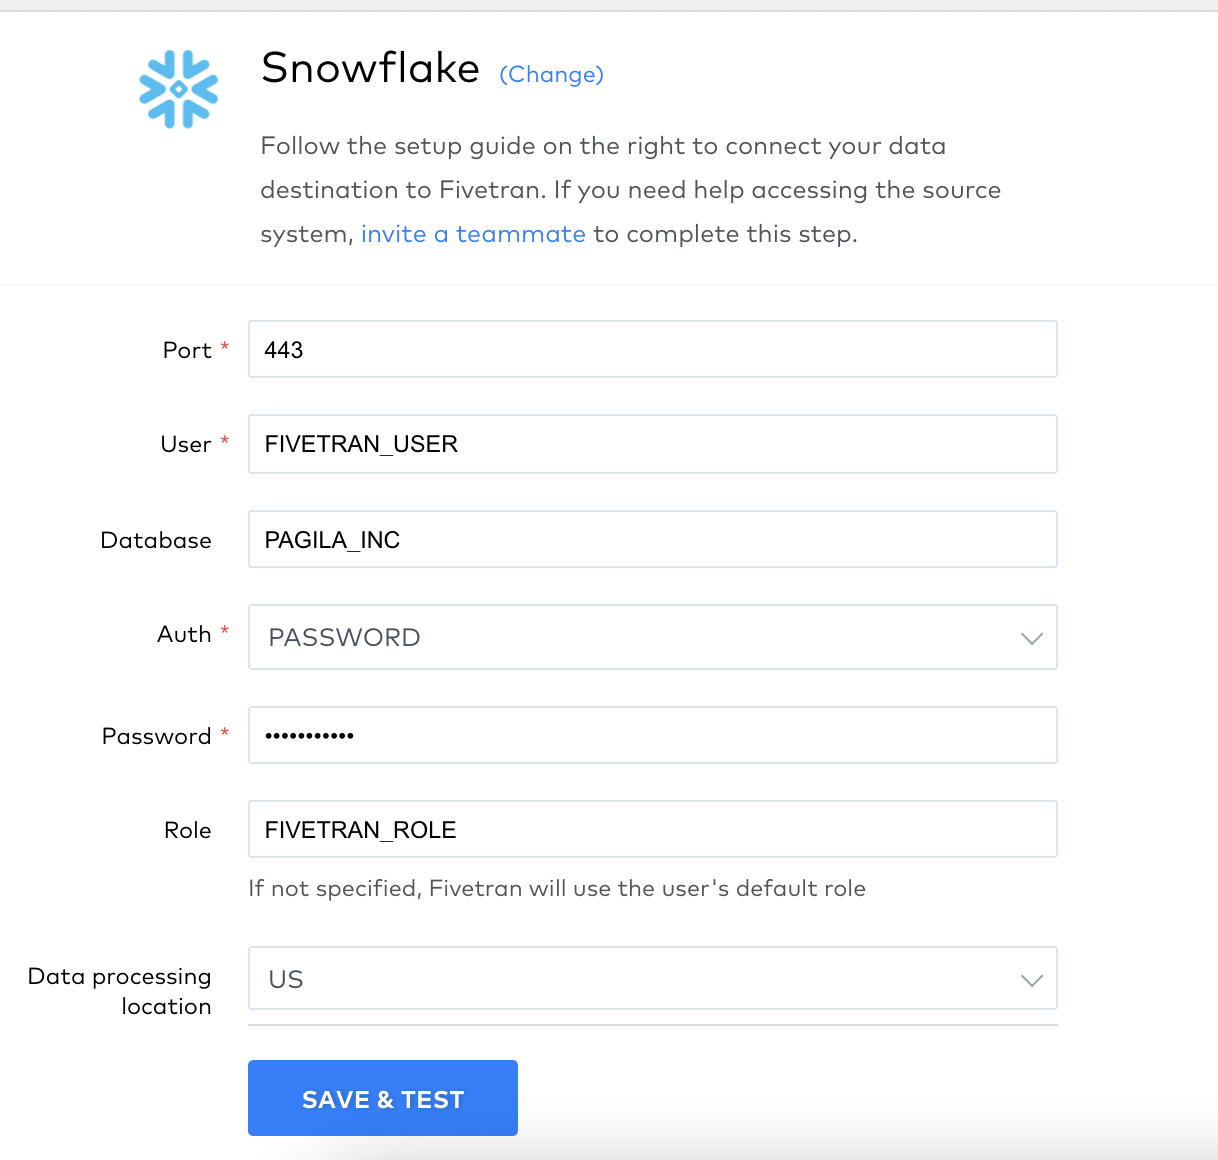 Snowflake (Change)
Follow the setup guide on the right to connect your data
destination to Fivetran. If you need help accessing the source
system, invite a teammate to complete this step.
Port * 443
User * FIVETRAN_USER
Database PAGILA_INC
Auth * PASSWORD
Password * •••••••••••
Role FIVETRAN_ROLE
If not specified, Fivetran will use the user's default role
Data processing
location
US
SAVE & TEST